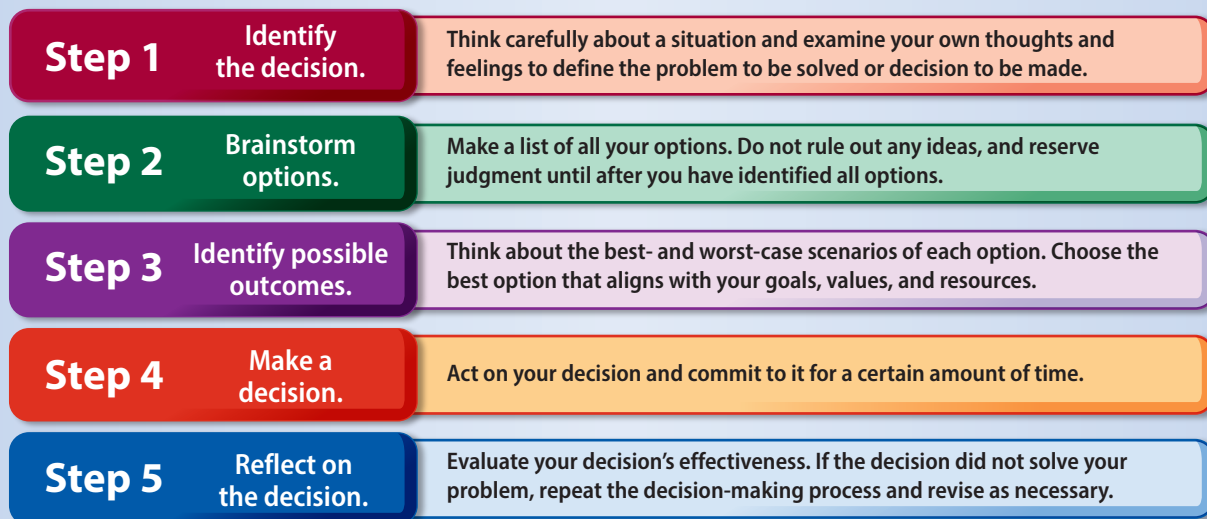 Step 1
Identify
the decision.
Think carefully about a situation and examine your own thoughts and
feelings to define the problem to be solved or decision to be made.
Step 2
Brainstorm
options.
Make a list of all your options. Do not rule out any ideas, and reserve
judgment until after you have identified all options.
Step 3
Identify possible
outcomes.
Think about the best- and worst-case scenarios of each option. Choose the
best option that aligns with your goals, values, and resources.
Step 4
Make a
decision.
Act on your decision and commit to it for a certain amount of time.
Step 5
Reflect on
the decision.
Evaluate your decision’s effectiveness. If the decision did not solve your
problem, repeat the decision-making process and revise as necessary.